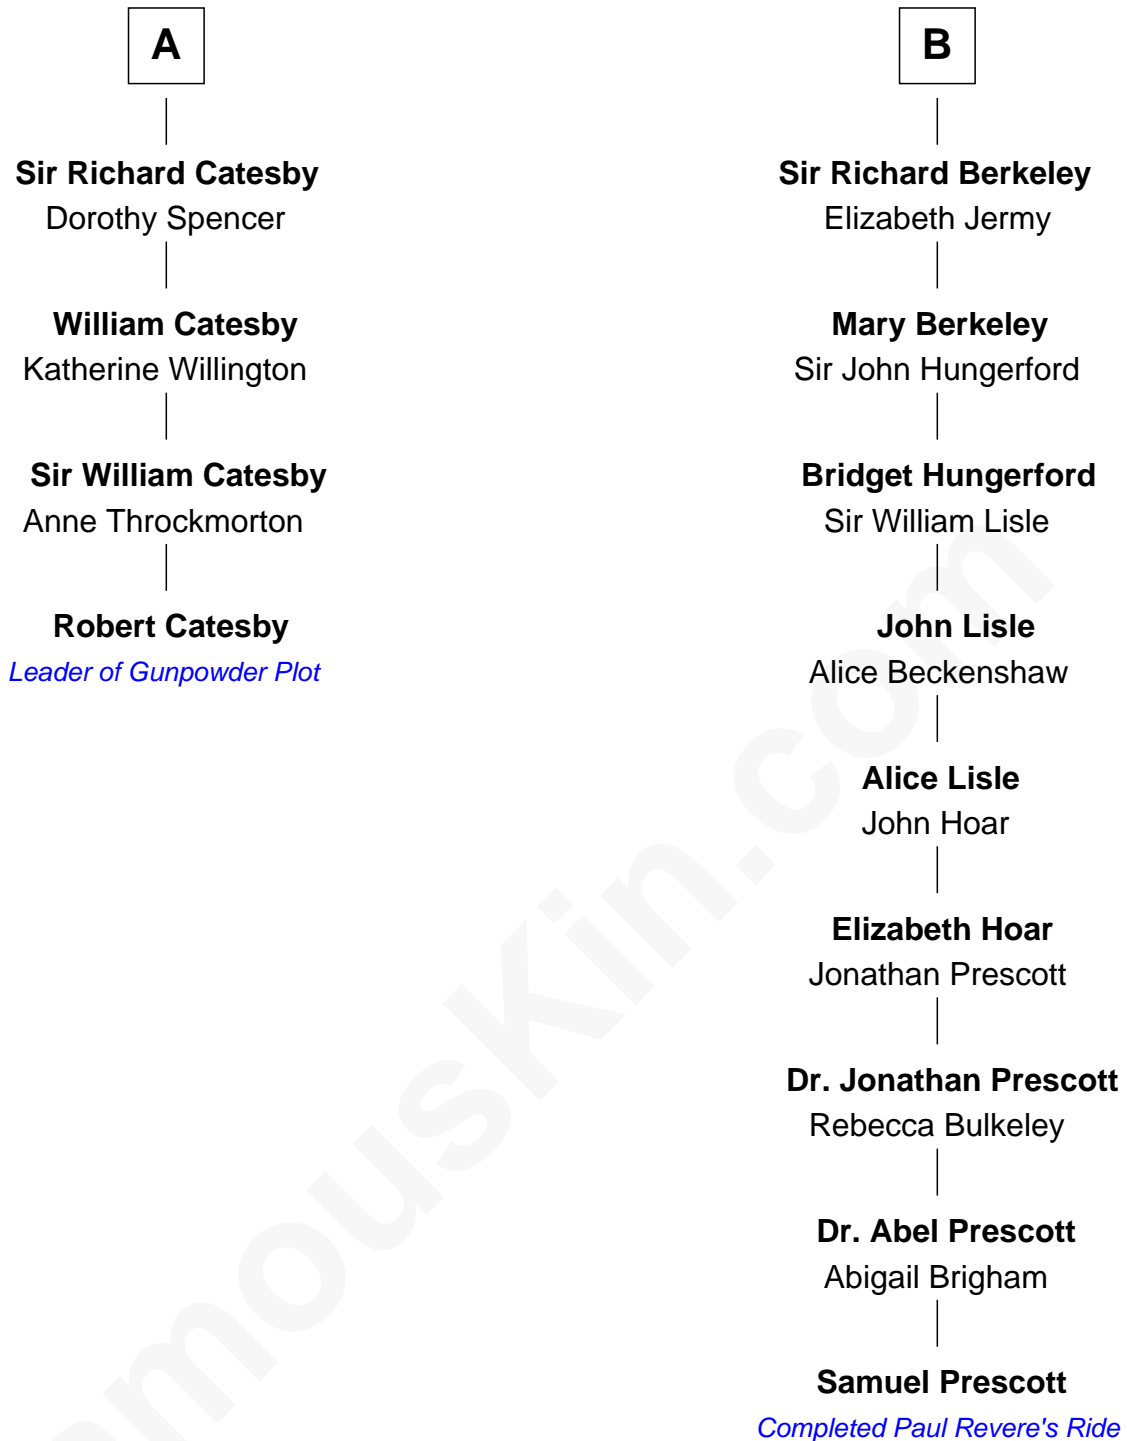 A
Sir Richard Catesby
Dorothy Spencer
William Catesby
Katherine Willington
Sir William Catesby
Anne Throckmorton
Robert Catesby
Leader of Gunpowder Plot
B
Sir Richard Berkeley
Elizabeth Jermy
Mary Berkeley
Sir John Hungerford
Bridget Hungerford
Sir William Lisle
John Lisle
Alice Beckenshaw
Alice Lisle
John Hoar
Elizabeth Hoar
Jonathan Prescott
Dr. Jonathan Prescott
Rebecca Bulkeley
Dr. Abel Prescott
Abigail Brigham
Samuel Prescott
Completed Paul Revere's Ride
amouskin.com